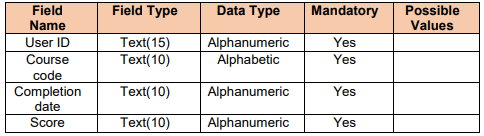 Field Name Field Type Data Type Mandatory Possible Values
User ID Text(15) Alphanumeric Yes
Course code Text(10) Alphabetic Yes
Completion date Text(10) Alphanumeric Yes
Score Text(10) Alphanumeric Yes